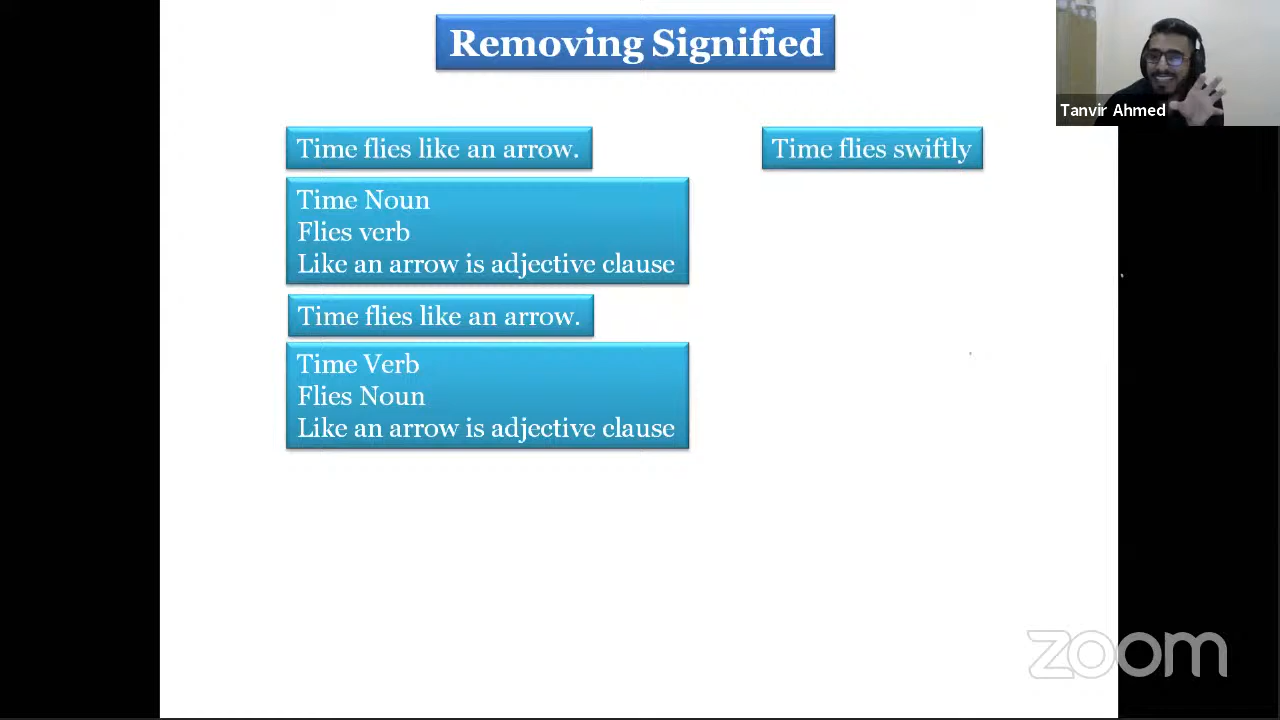 Removing Signified
Tanvir Ahmed
Time flies like an arrow.
Time flies swiftly
Time Noun
Flies verb
Like an arrow is adjective clause
Time flies like an arrow.
Time Verb
Flies Noun
Like an arrow is adjective clause
zoom